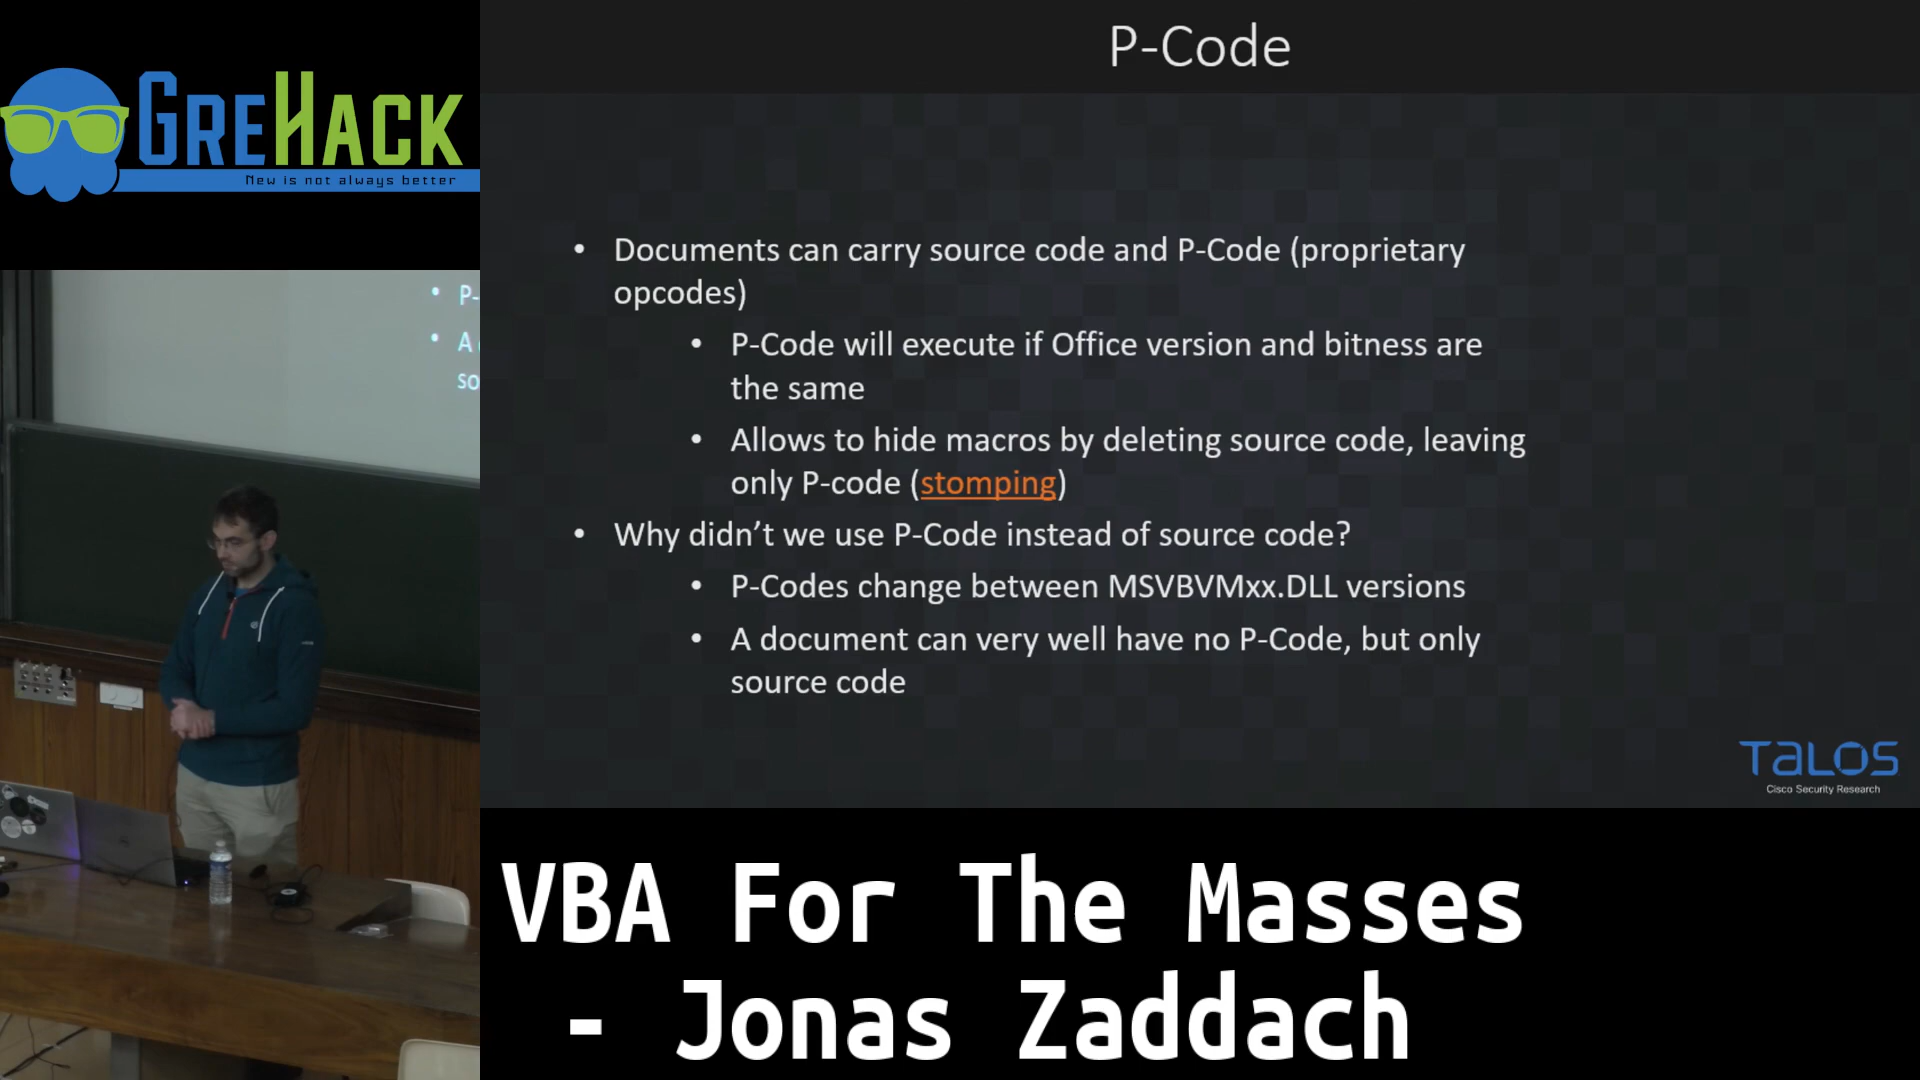 GREHACK
New is not always better
P-Code
• Documents can carry source code and P-Code (proprietary
opcodes)
• P-Code will execute if Office version and bitness are
the same
• Allows to hide macros by deleting source code, leaving
only P-code (stomping)
• Why didn't we use P-Code instead of source code?
• P-Codes change between MSVBVMxx.DLL versions
• A document can very well have no P-Code, but only
source code
• P-
• A
so
TALOS
Cisco Security Research
VBA For The Masses
- Jonas Zaddach